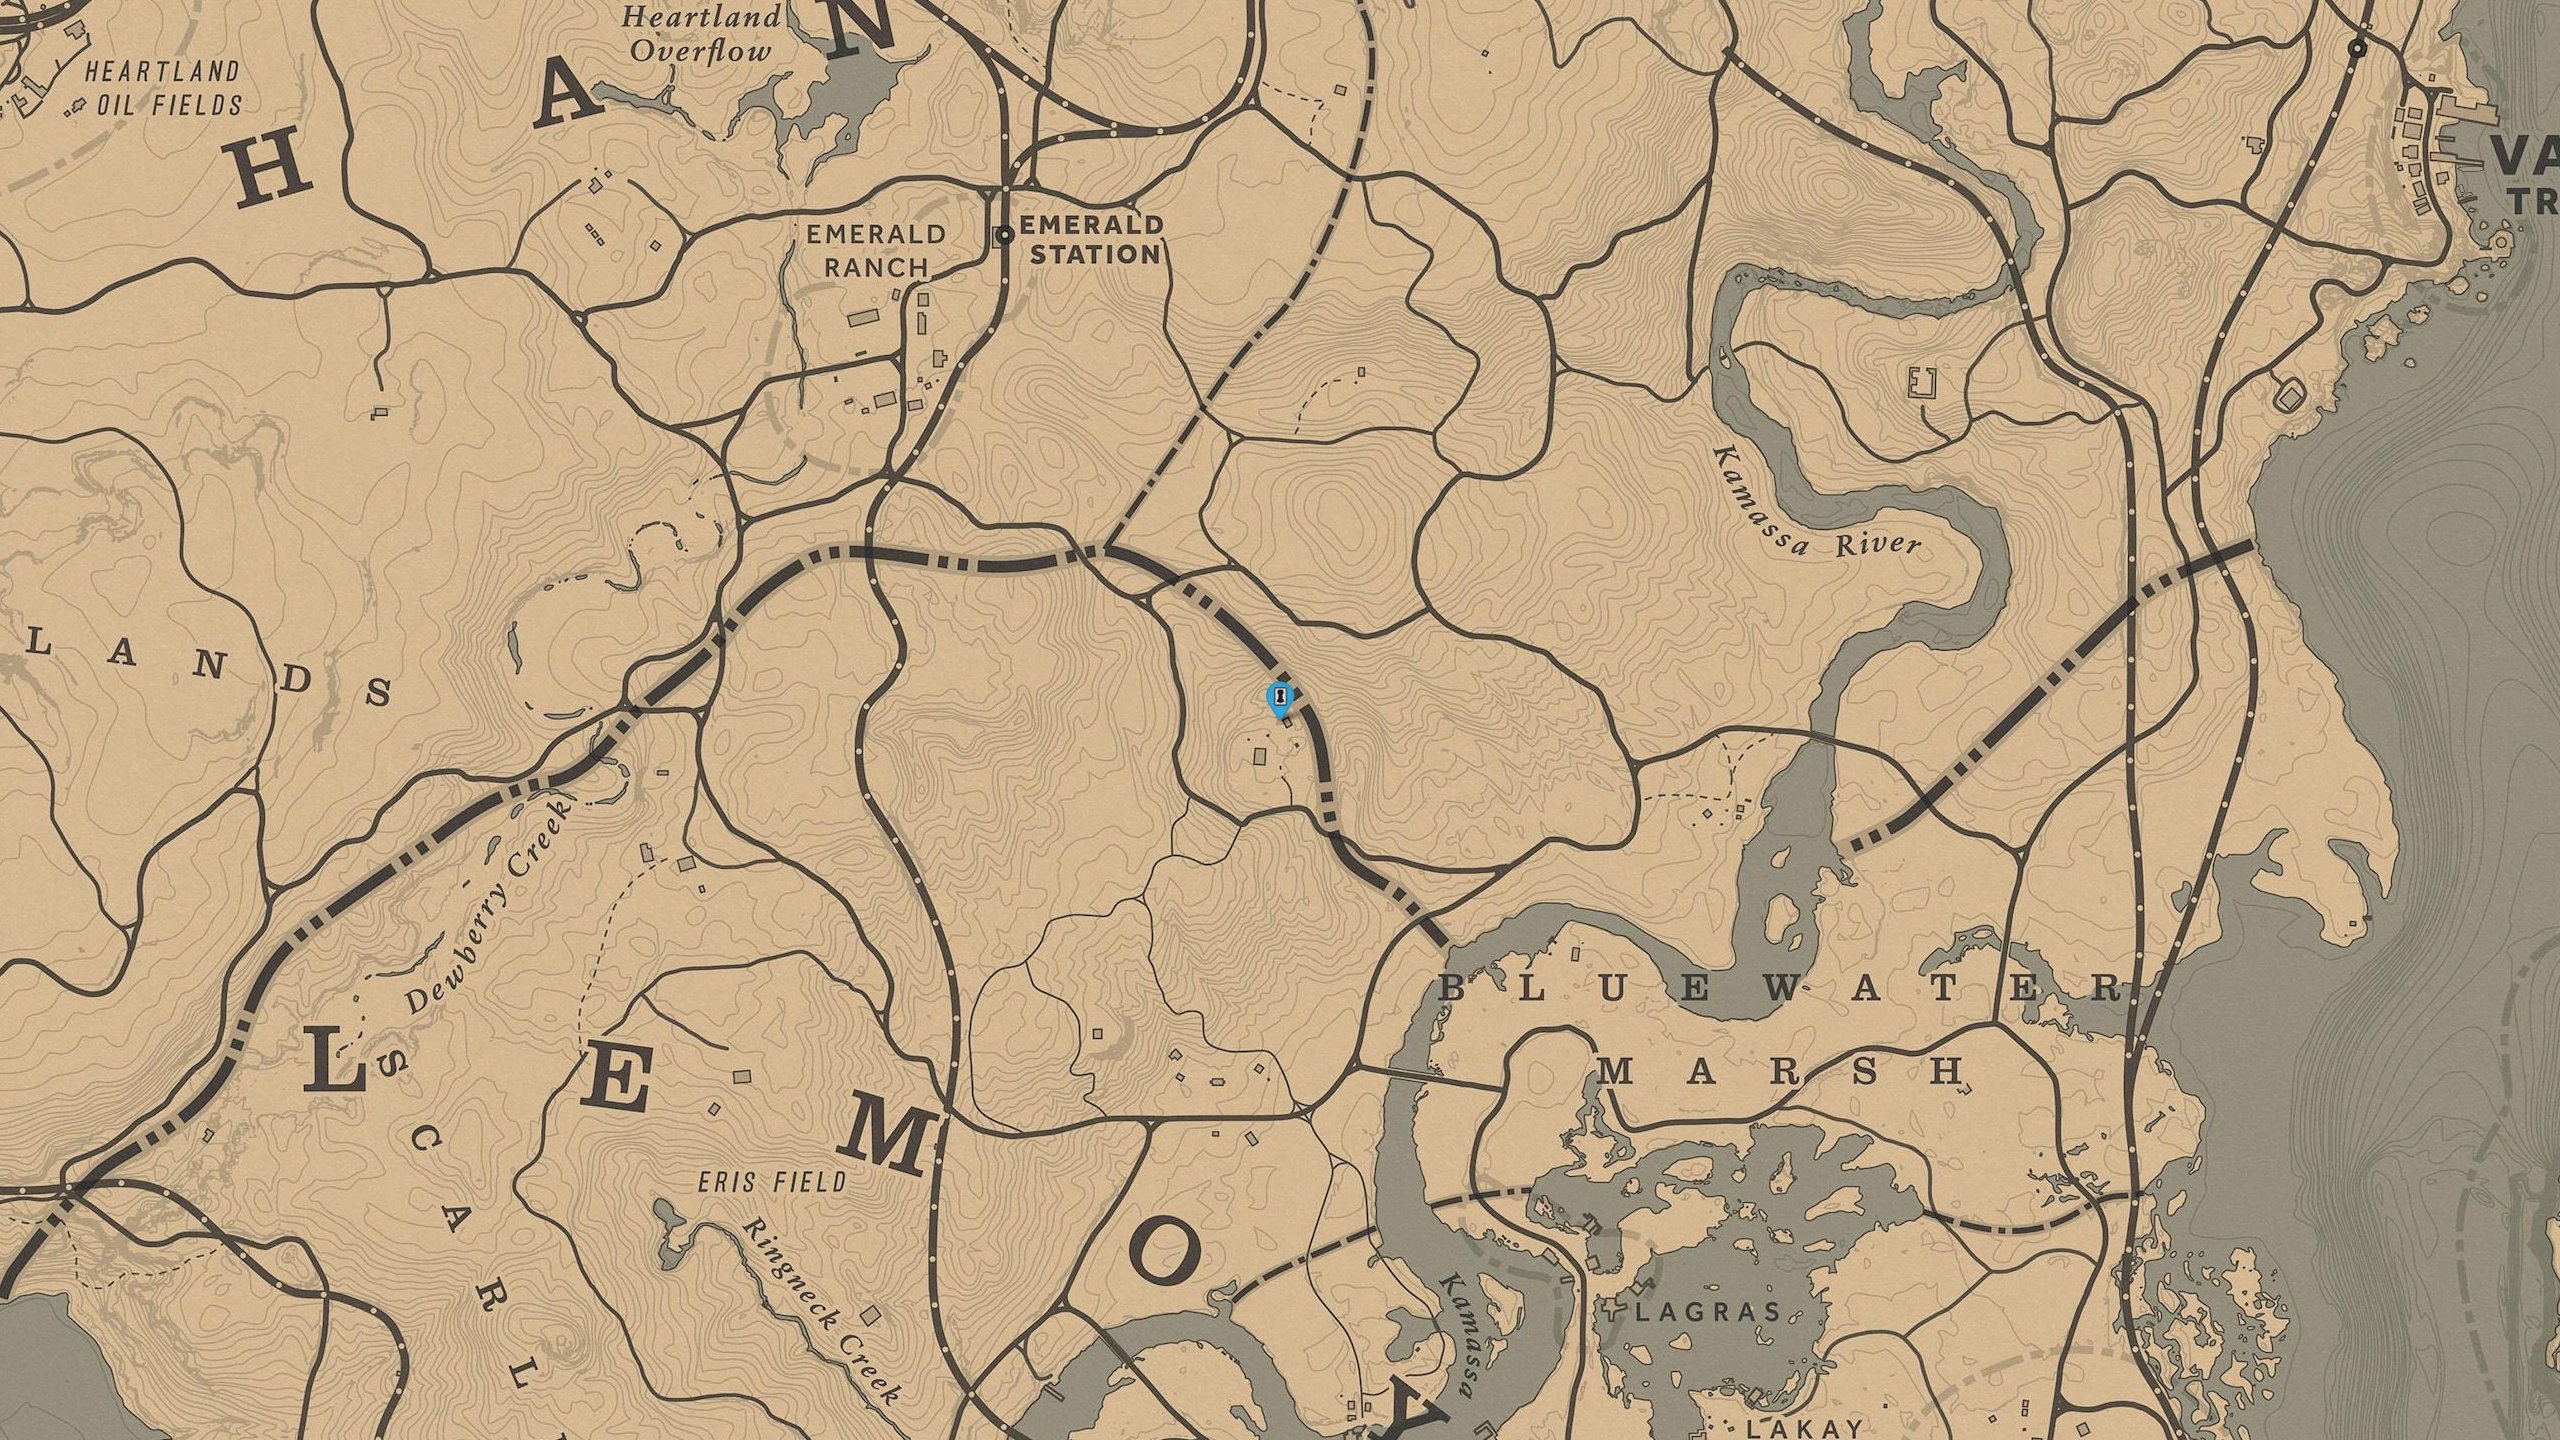 Heartland
Overflow
HEARTLAND
OIL FIELDS
H A N
VA
TR
EMERALD
STATION
EMERALD
RANCH
Kamassa River
L A N D S
Dewberry Creek
BLUEWATER
MARSH
L E M O Y
SCARL
ERIS FIELD
Ringneck Creek
Kamassa
LAGRAS
LAKAY